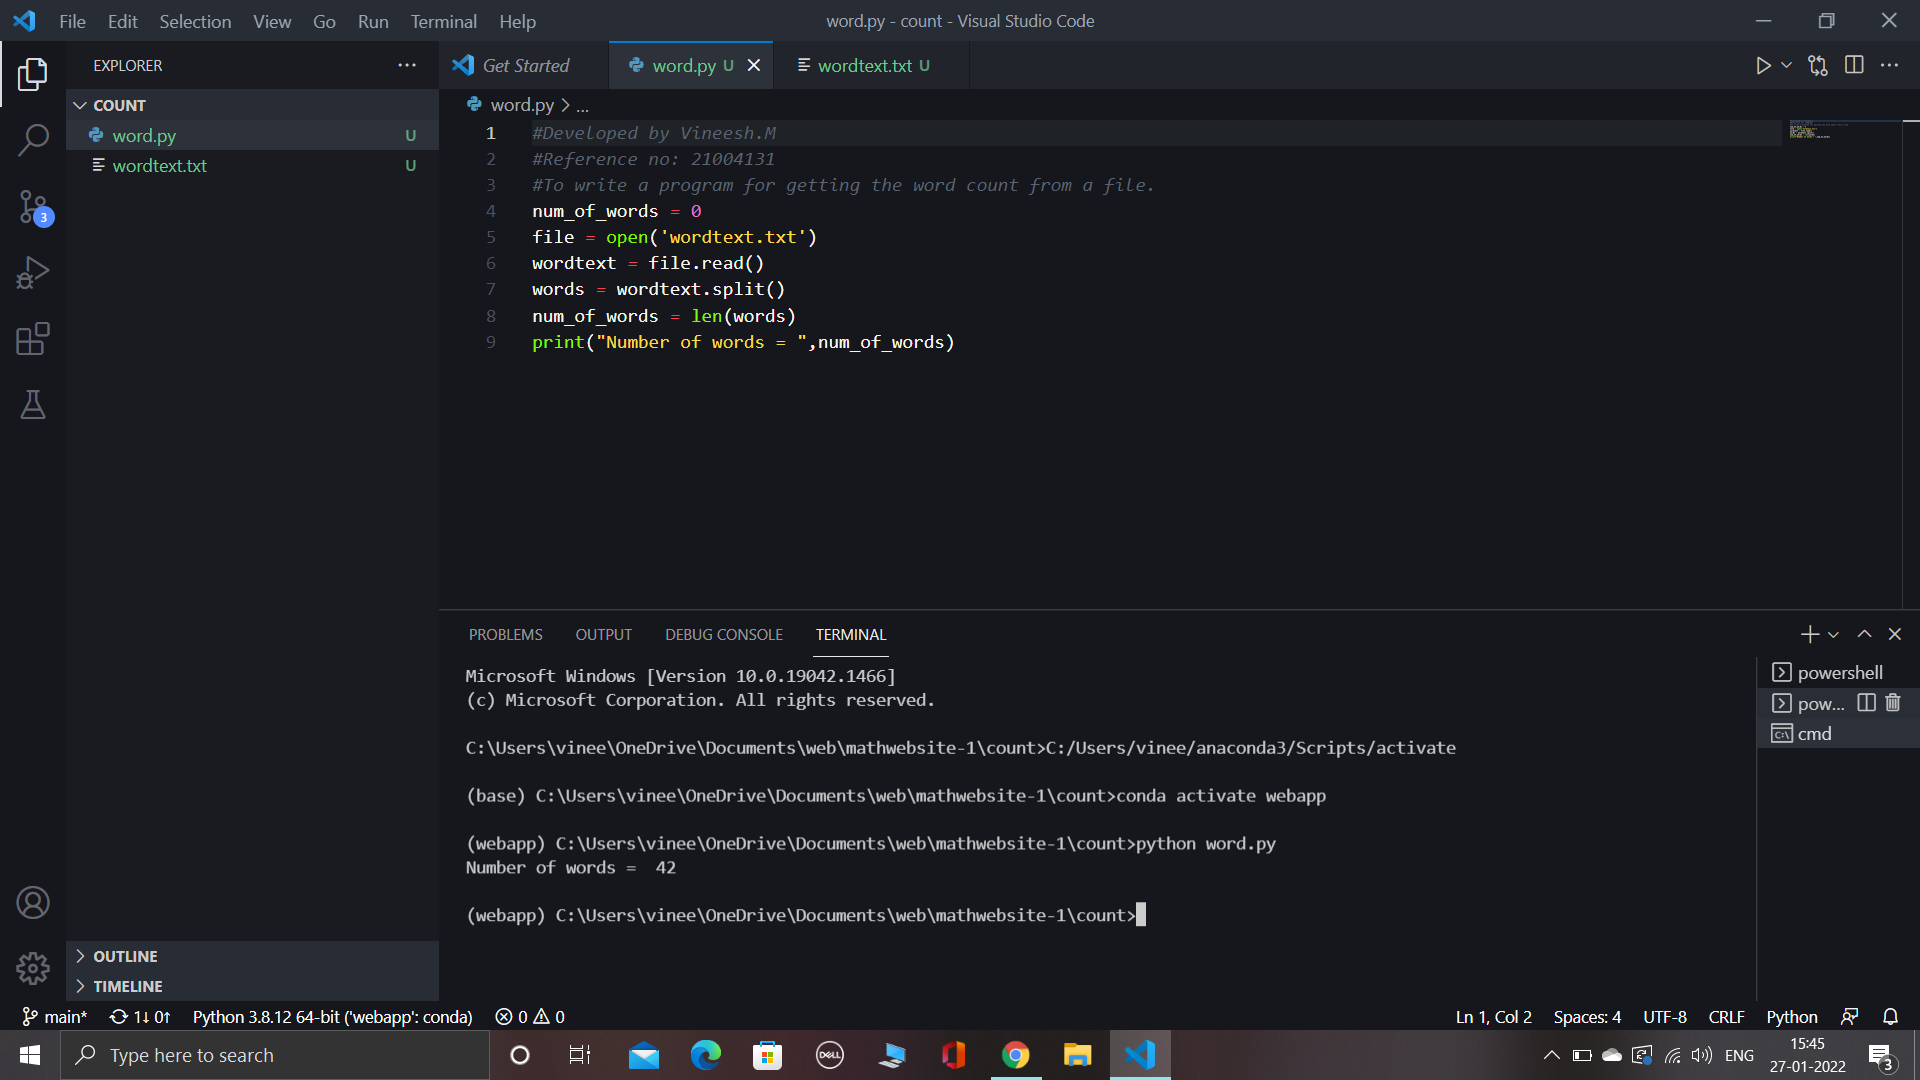 File Edit Selection View Go Run Terminal Help
word.py - count - Visual Studio Code
EXPLORER
COUNT
word.py U
wordtext.txt U
Get Started
word.py U
wordtext.txt U
word.py > ...
1 #Developed by Vineesh.M
2 #Reference no: 21004131
3 #To write a program for getting the word count from a file.
4 num_of_words = 0
5 file = open('wordtext.txt')
6 wordtext = file.read()
7 words = wordtext.split()
8 num_of_words = len(words)
9 print("Number of words = ",num_of_words)
3
PROBLEMS OUTPUT DEBUG CONSOLE TERMINAL
Microsoft Windows [Version 10.0.19042.1466]
(c) Microsoft Corporation. All rights reserved.
C:\Users\vinee\OneDrive\Documents\web\mathwebsite-1\count>C:/Users/vinee/anaconda3/Scripts/activate
(base) C:\Users\vinee\OneDrive\Documents\web\mathwebsite-1\count>conda activate webapp
(webapp) C:\Users\vinee\OneDrive\Documents\web\mathwebsite-1\count>python word.py
Number of words =  42
(webapp) C:\Users\vinee\OneDrive\Documents\web\mathwebsite-1\count>
powershell
pow...
cmd
OUTLINE
TIMELINE
main* 1↓ 0↑ Python 3.8.12 64-bit ('webapp': conda) 0 0
Ln 1, Col 2 Spaces: 4 UTF-8 CRLF Python
Type here to search
DELL
ENG
15:45
27-01-2022
3